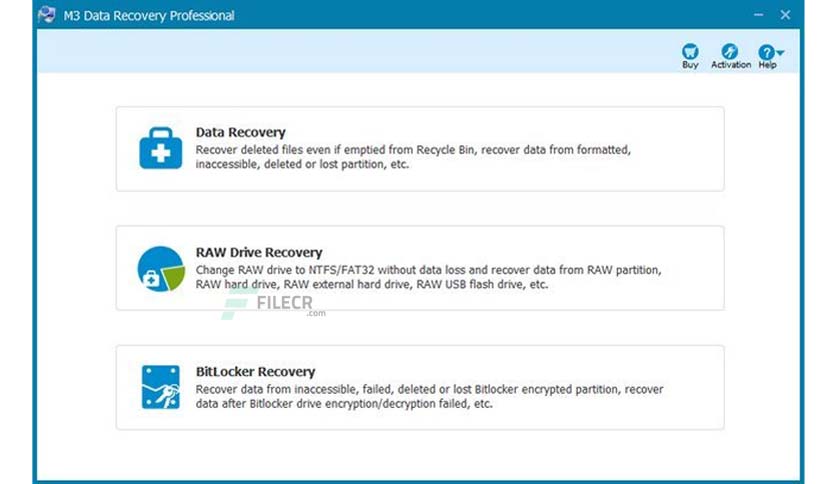 M3 Data Recovery Professional
Buy Activation Help
Data Recovery
Recover deleted files even if emptied from Recycle Bin, recover data from formatted,
inaccessible, deleted or lost partition, etc.
RAW Drive Recovery
Change RAW drive to NTFS/FAT32 without data loss and recover data from RAW partition,
RAW hard drive, RAW external hard drive, RAW USB flash drive, etc.
FILECR
.com
BitLocker Recovery
Recover data from inaccessible, failed, deleted or lost Bitlocker encrypted partition, recover
data after Bitlocker drive encryption/decryption failed, etc.